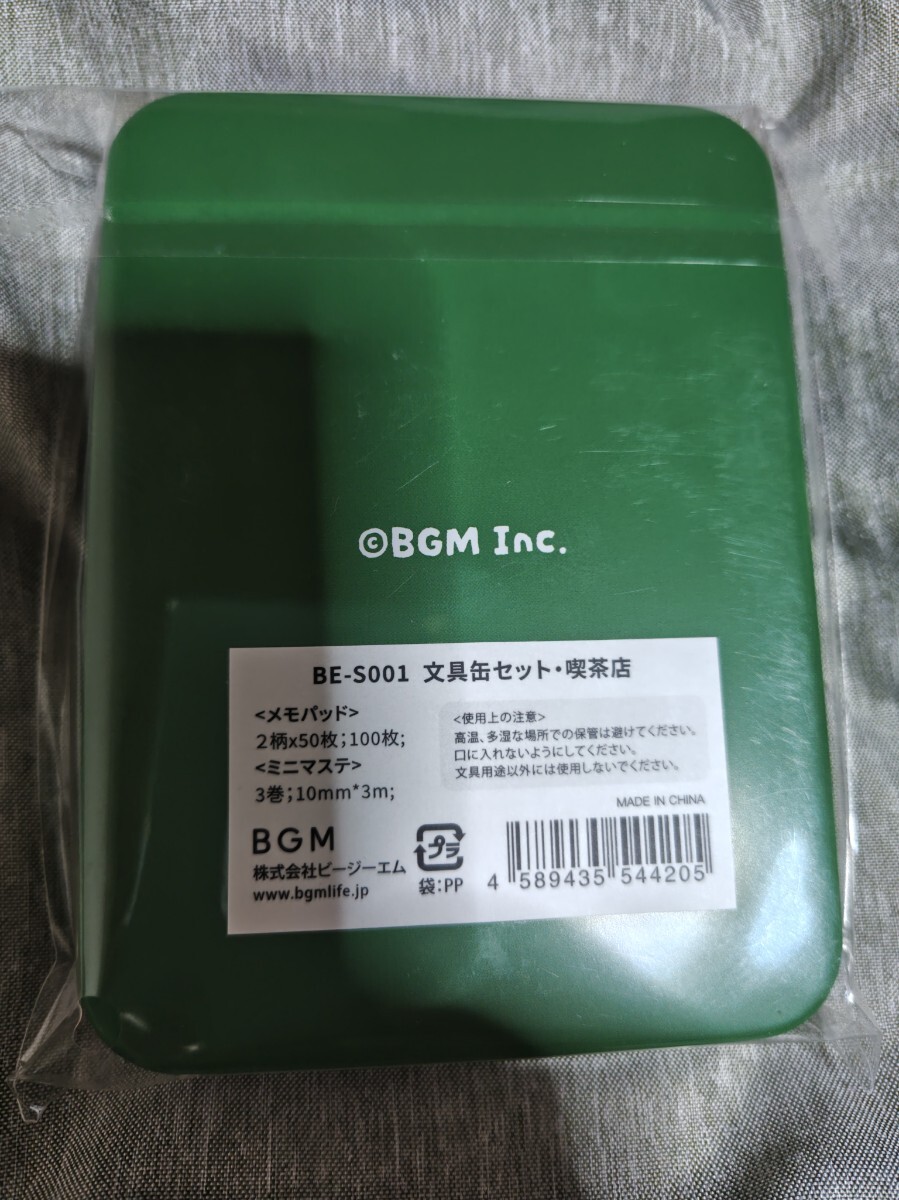 ©BGM Inc.
BE-S001 文具缶セット・喫茶店
<メモパッド>
2柄x50枚;100枚;
<ミニマステ>
3巻;10mm*3m;
<使用上の注意>
高温、多湿な場所での保管は避けてください。
口に入れないようにしてください。
文具用途以外には使用しないでください。
MADE IN CHINA
BGM
株式会社ビージーエム
www.bgmlife.jp
プラ
袋:PP
4 589435 544205